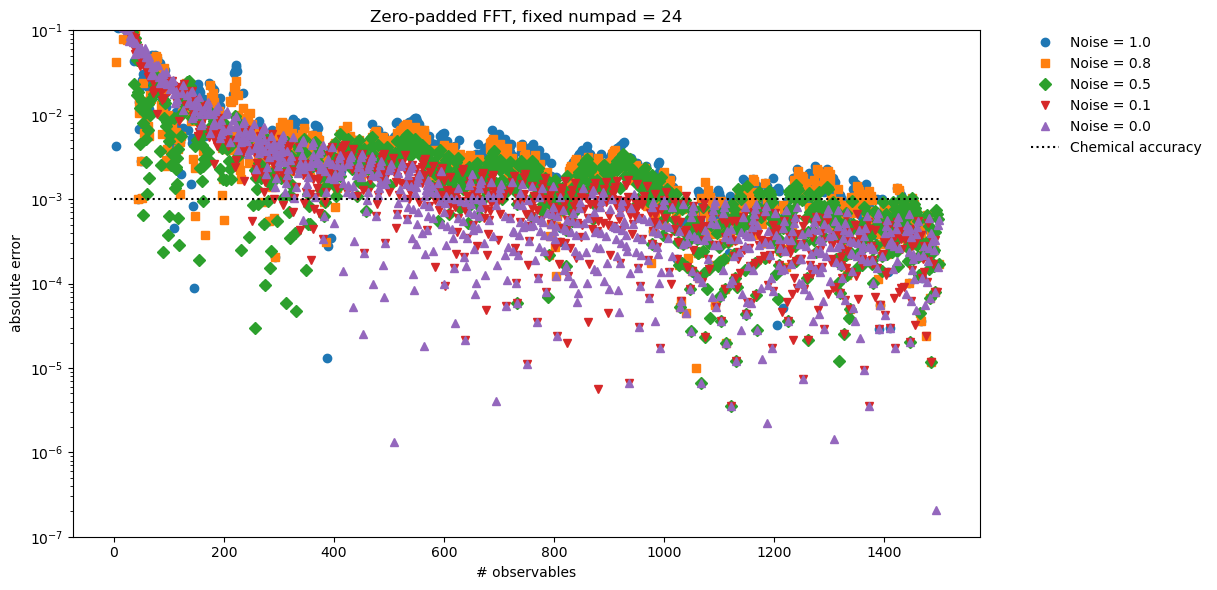 Zero-padded FFT, fixed numpad = 24
10⁻¹
10⁻²
10⁻³
10⁻⁴
10⁻⁵
10⁻⁶
10⁻⁷
absolute error
0 200 400 600 800 1000 1200 1400
# observables
Noise = 1.0
Noise = 0.8
Noise = 0.5
Noise = 0.1
Noise = 0.0
Chemical accuracy